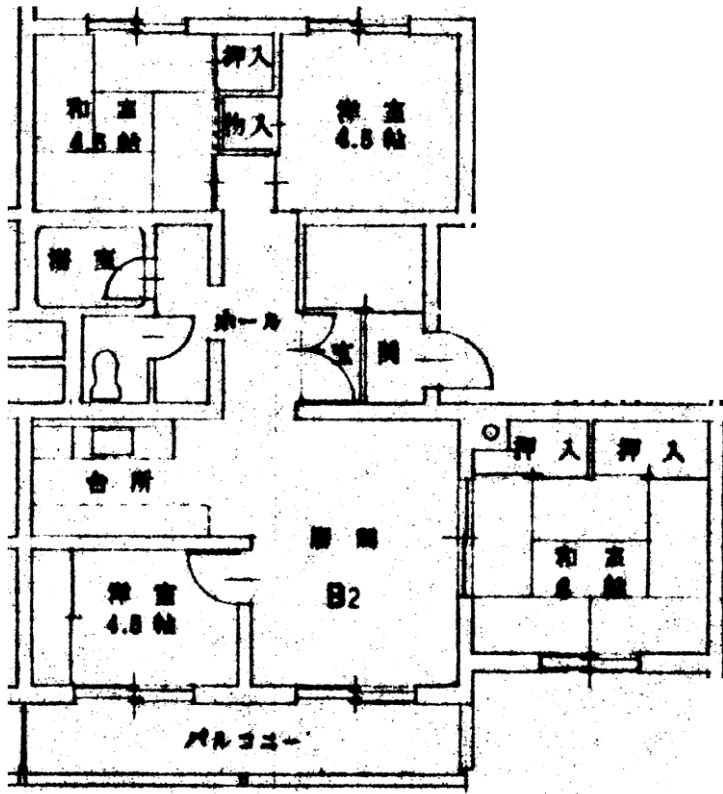 押入
和室
4.5 帖
物入
洋室
4.5 帖
浴室
ホール
玄関
台所
押入
押入
居間
和室
6 帖
洋室
4.5 帖
B2
バルコニー